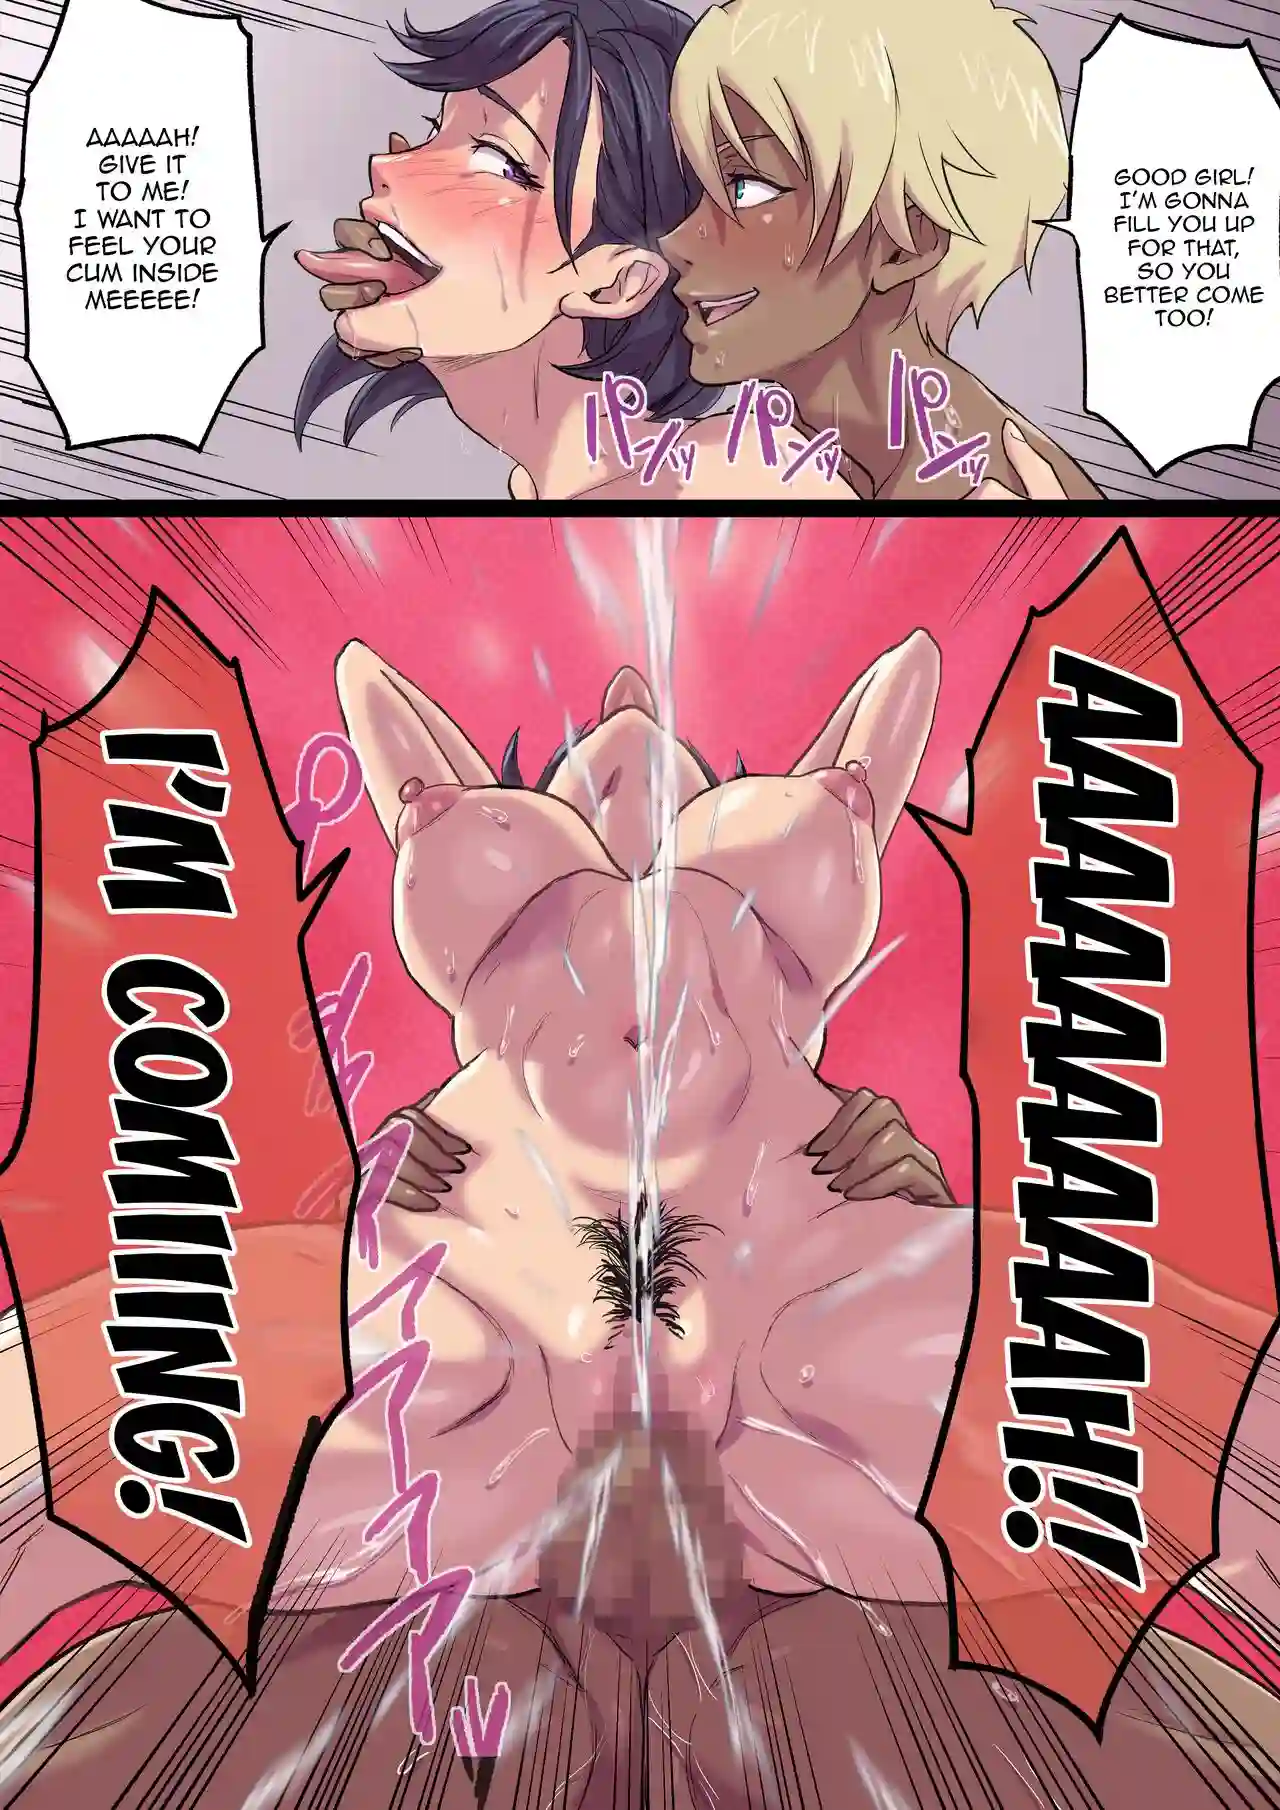 AAAAAH!
GIVE IT
TO ME!
I WANT TO
FEEL YOUR
CUM INSIDE
MEEEEE!
GOOD GIRL!
I'M GONNA
FILL YOU UP
FOR THAT,
SO YOU
BETTER COME
TOO!
パンッ
パンッ
パンッ
I'M COMIIING!
AAAAAAAAH!!